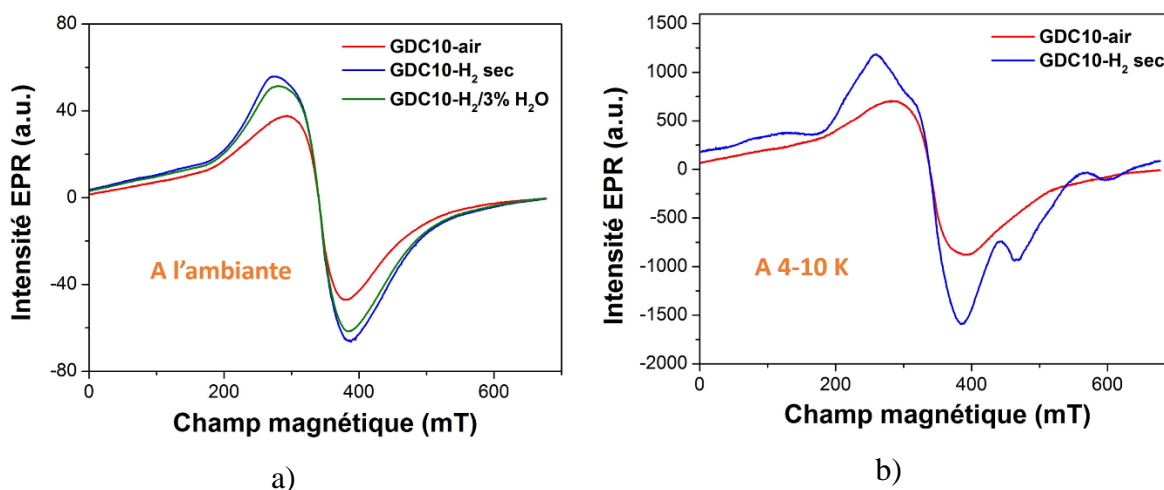 80
40
0
-40
-80
0
200
400
600
Intensité EPR (a.u.)
Champ magnétique (mT)
GDC10-air
GDC10-H₂ sec
GDC10-H₂/3% H₂O
A l'ambiante
a)
1500
1000
500
0
-500
-1000
-1500
-2000
0
200
400
600
Intensité EPR (a.u.)
Champ magnétique (mT)
GDC10-air
GDC10-H₂ sec
A 4-10 K
b)